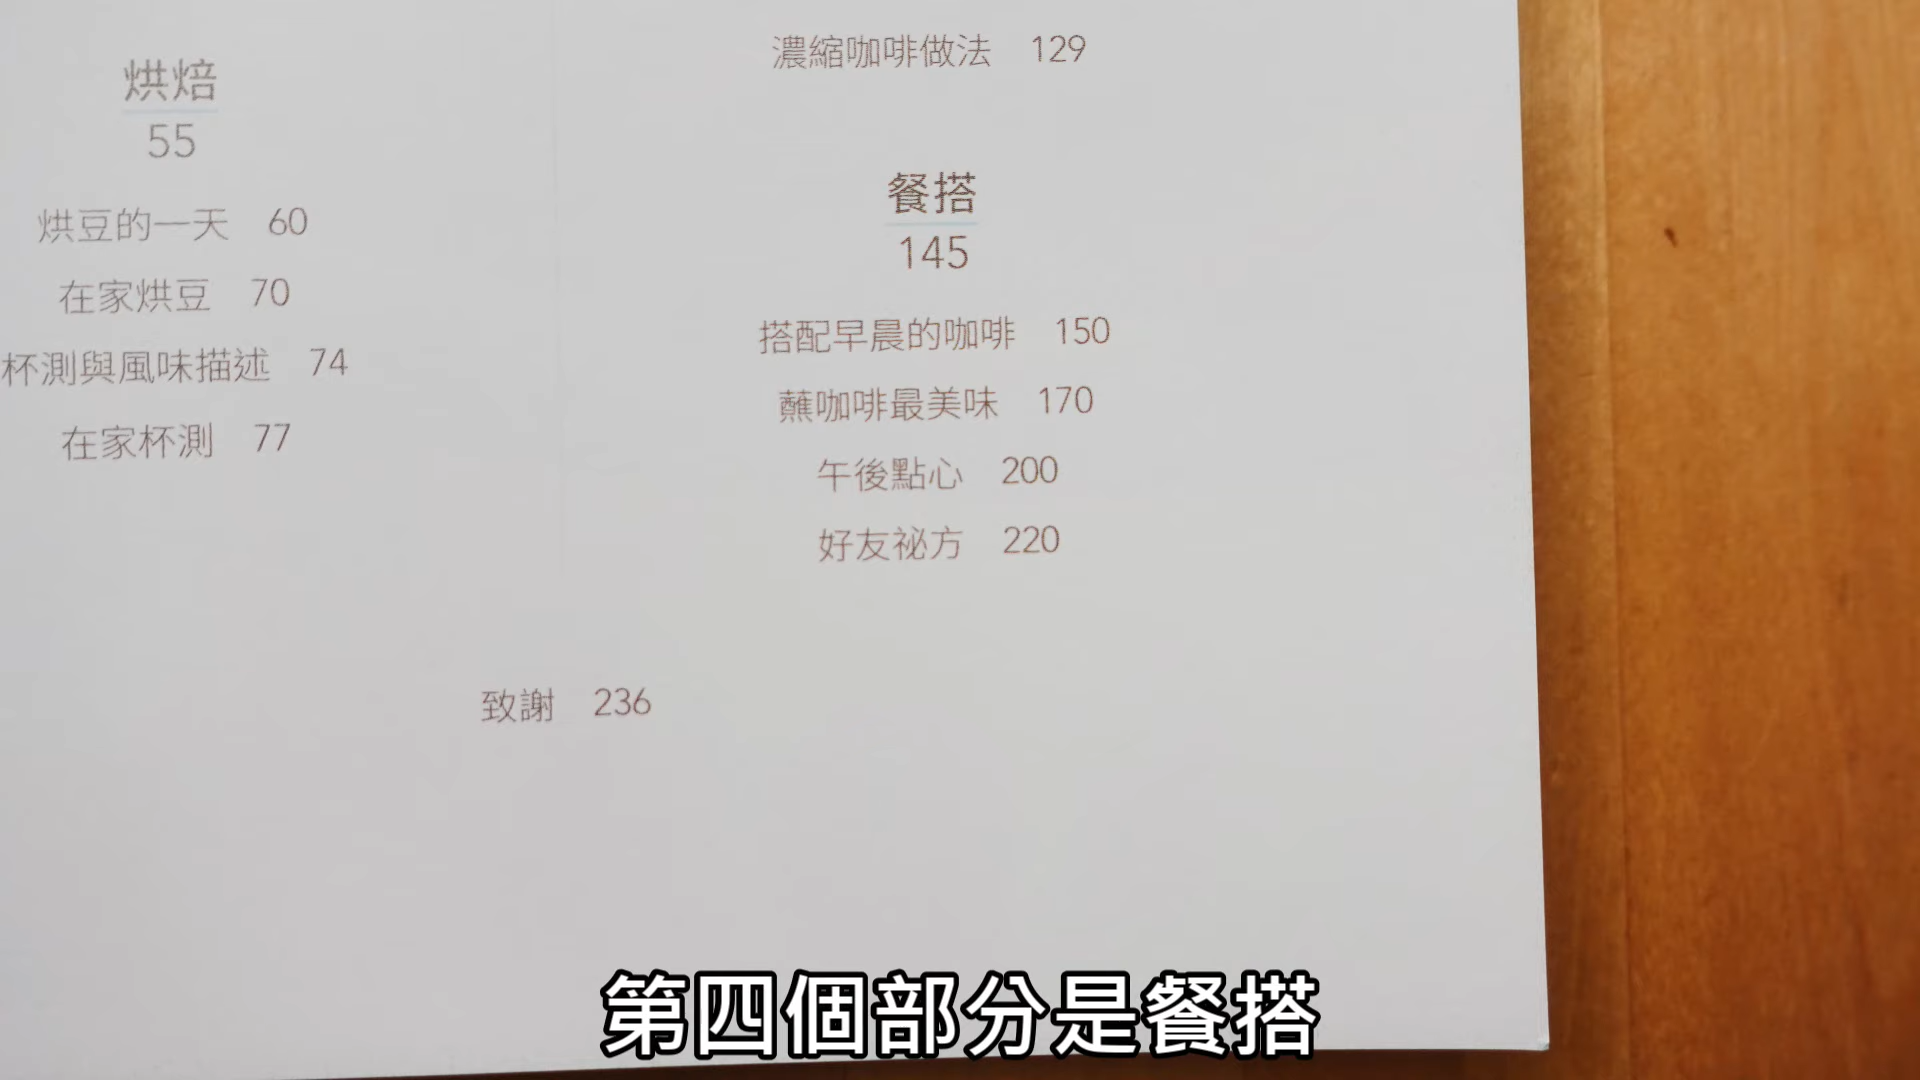 烘焙
55
烘豆的一天 60
在家烘豆 70
杯測與風味描述 74
在家杯測 77
濃縮咖啡做法 129
餐搭
145
搭配早晨的咖啡 150
蘸咖啡最美味 170
午後點心 200
好友祕方 220
致謝 236
第四個部分是餐搭